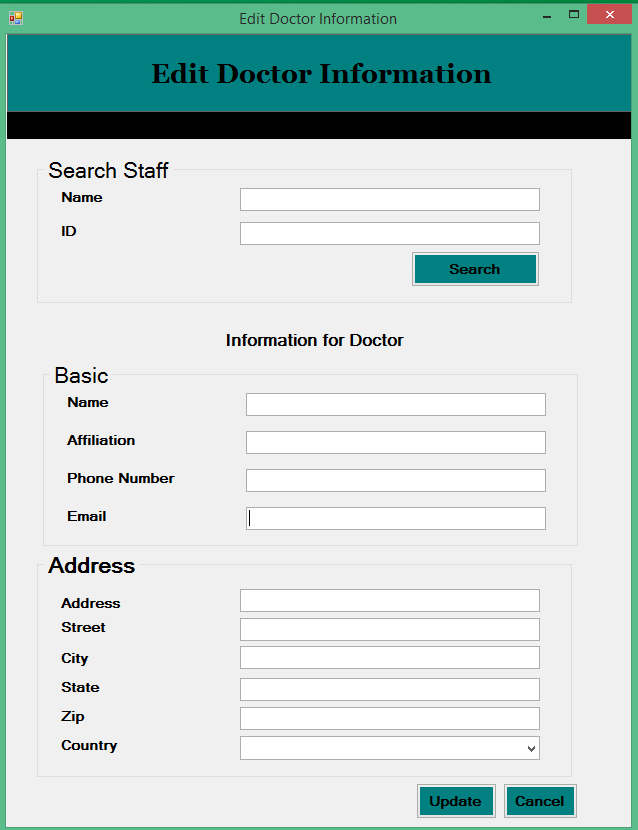 Edit Doctor Information
Edit Doctor Information
Search Staff
Name
ID
Search
Information for Doctor
Basic
Name
Affiliation
Phone Number
Email
Address
Address
Street
City
State
Zip
Country
Update Cancel